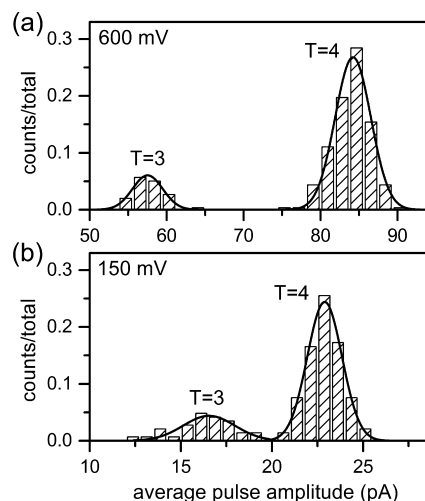 (a)
600 mV
T=4
T=3
counts/total
0.3
0.2
0.1
0.0
50 60 70 80 90
(b)
150 mV
T=4
T=3
counts/total
0.3
0.2
0.1
0.0
10 15 20 25
average pulse amplitude (pA)